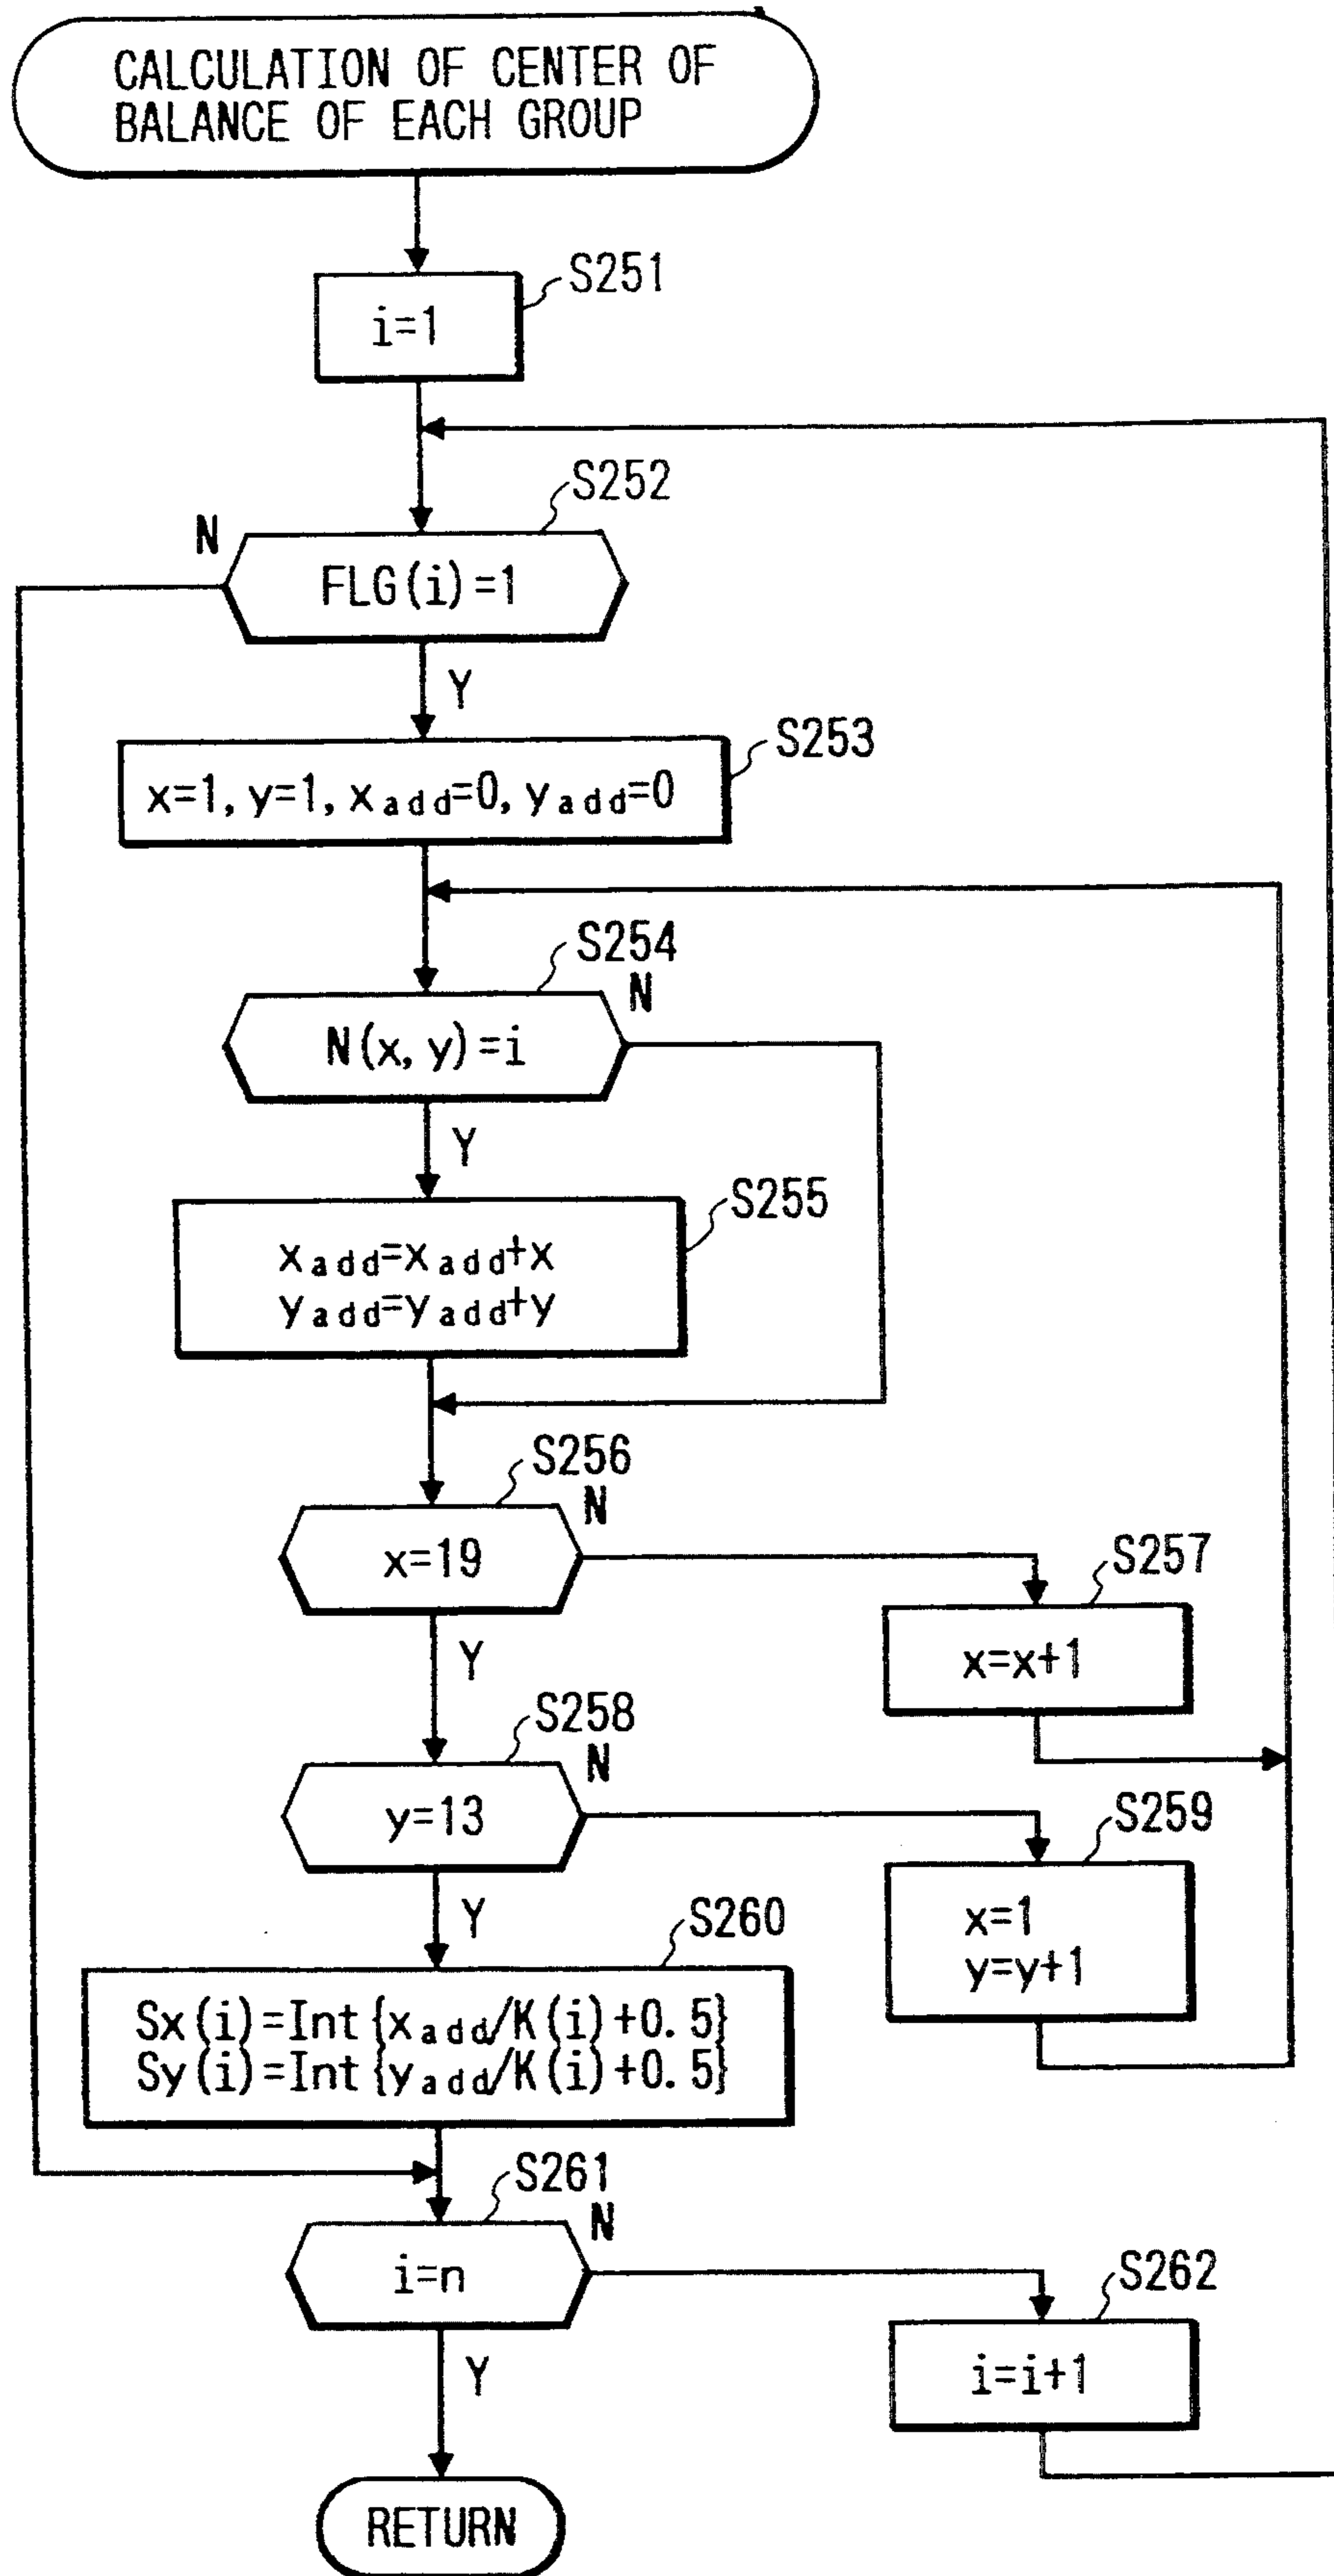 CALCULATION OF CENTER OF
BALANCE OF EACH GROUP
S251
i=1
S252
N
FLG(i)=1
Y
S253
x=1, y=1, xadd=0, yadd=0
S254
N
N(x, y)=i
Y
S255
xadd=xadd+x
yadd=yadd+y
S256
N
x=19
S257
Y
x=x+1
S258
N
y=13
S259
Y
x=1
y=y+1
S260
Sx(i)=Int{xadd/K(i)+0.5}
Sy(i)=Int{yadd/K(i)+0.5}
S261
N
i=n
S262
Y
i=i+1
RETURN